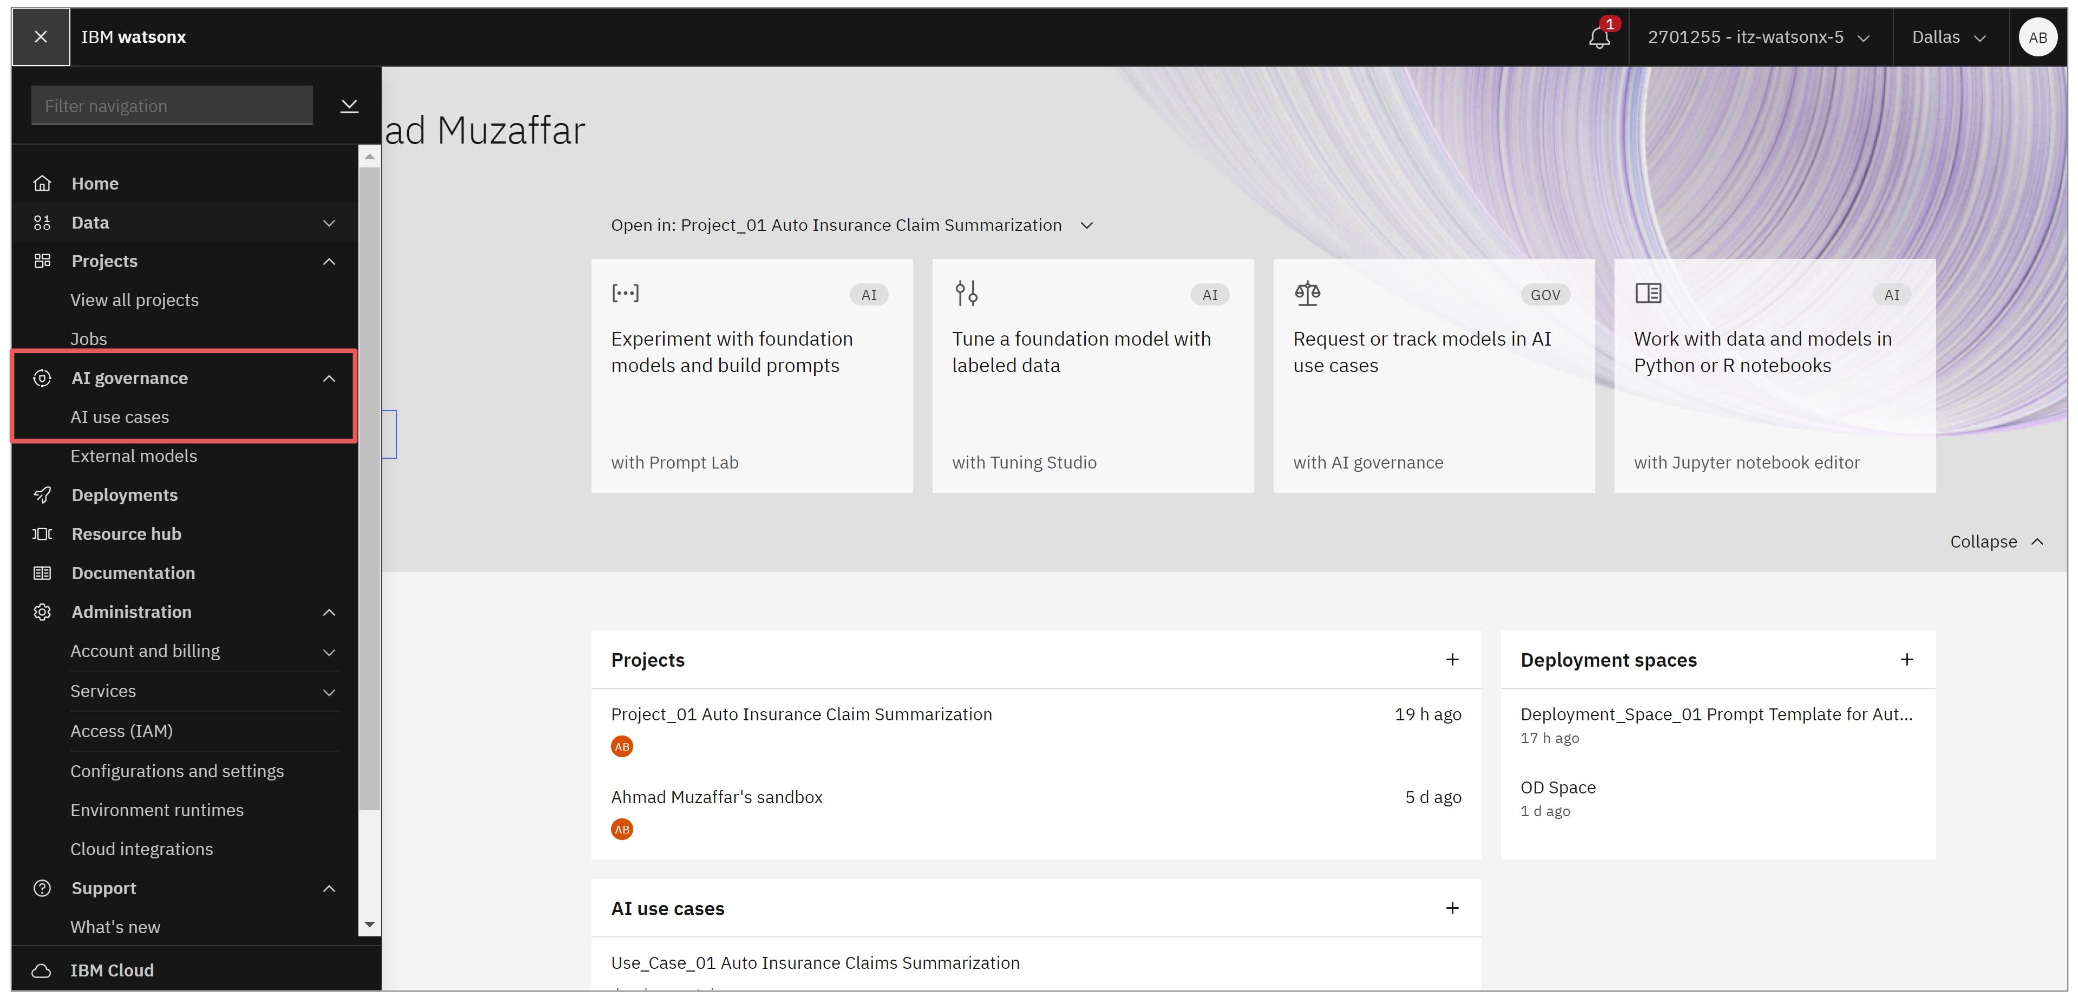 IBM watsonx
1
2701255 - itz-watsonx-5
Dallas
AB
Filter navigation
Home
Data
Projects
View all projects
Jobs
AI governance
AI use cases
External models
Deployments
Resource hub
Documentation
Administration
Account and billing
Services
Access (IAM)
Configurations and settings
Environment runtimes
Cloud integrations
Support
What's new
IBM Cloud
ad Muzaffar
Open in: Project_01 Auto Insurance Claim Summarization
AI
Experiment with foundation
models and build prompts
with Prompt Lab
AI
Tune a foundation model with
labeled data
with Tuning Studio
GOV
Request or track models in AI
use cases
with AI governance
AI
Work with data and models in
Python or R notebooks
with Jupyter notebook editor
Collapse
Projects
Project_01 Auto Insurance Claim Summarization
19 h ago
AB
Ahmad Muzaffar's sandbox
5 d ago
AB
Deployment spaces
Deployment_Space_01 Prompt Template for Aut...
17 h ago
OD Space
1 d ago
AI use cases
Use_Case_01 Auto Insurance Claims Summarization